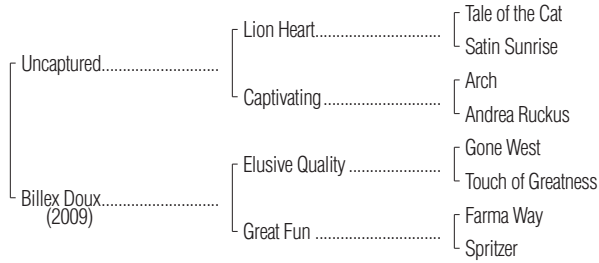 Tale of the Cat
Lion Heart
Satin Sunrise
Uncaptured
Arch
Captivating
Andrea Ruckus
Gone West
Elusive Quality
Touch of Greatness
Billex Doux
(2009)
Farma Way
Great Fun
Spritzer